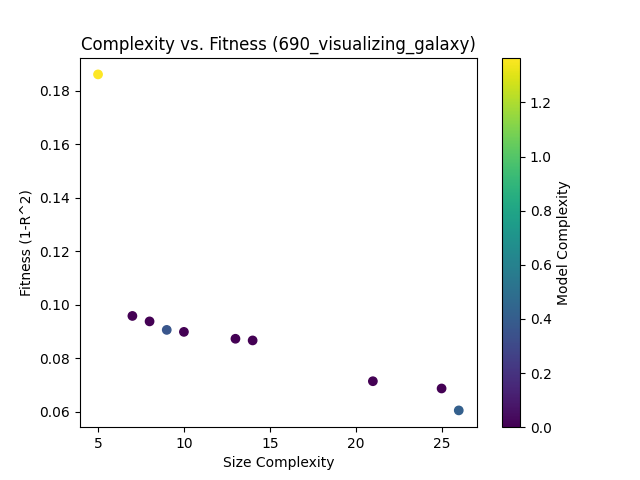 Complexity vs. Fitness (690_visualizing_galaxy)
Fitness (1-R^2)
0.18
0.16
0.14
0.12
0.10
0.08
0.06
5 10 15 20 25
Size Complexity
1.2
1.0
0.8
0.6
0.4
0.2
0.0
Model Complexity